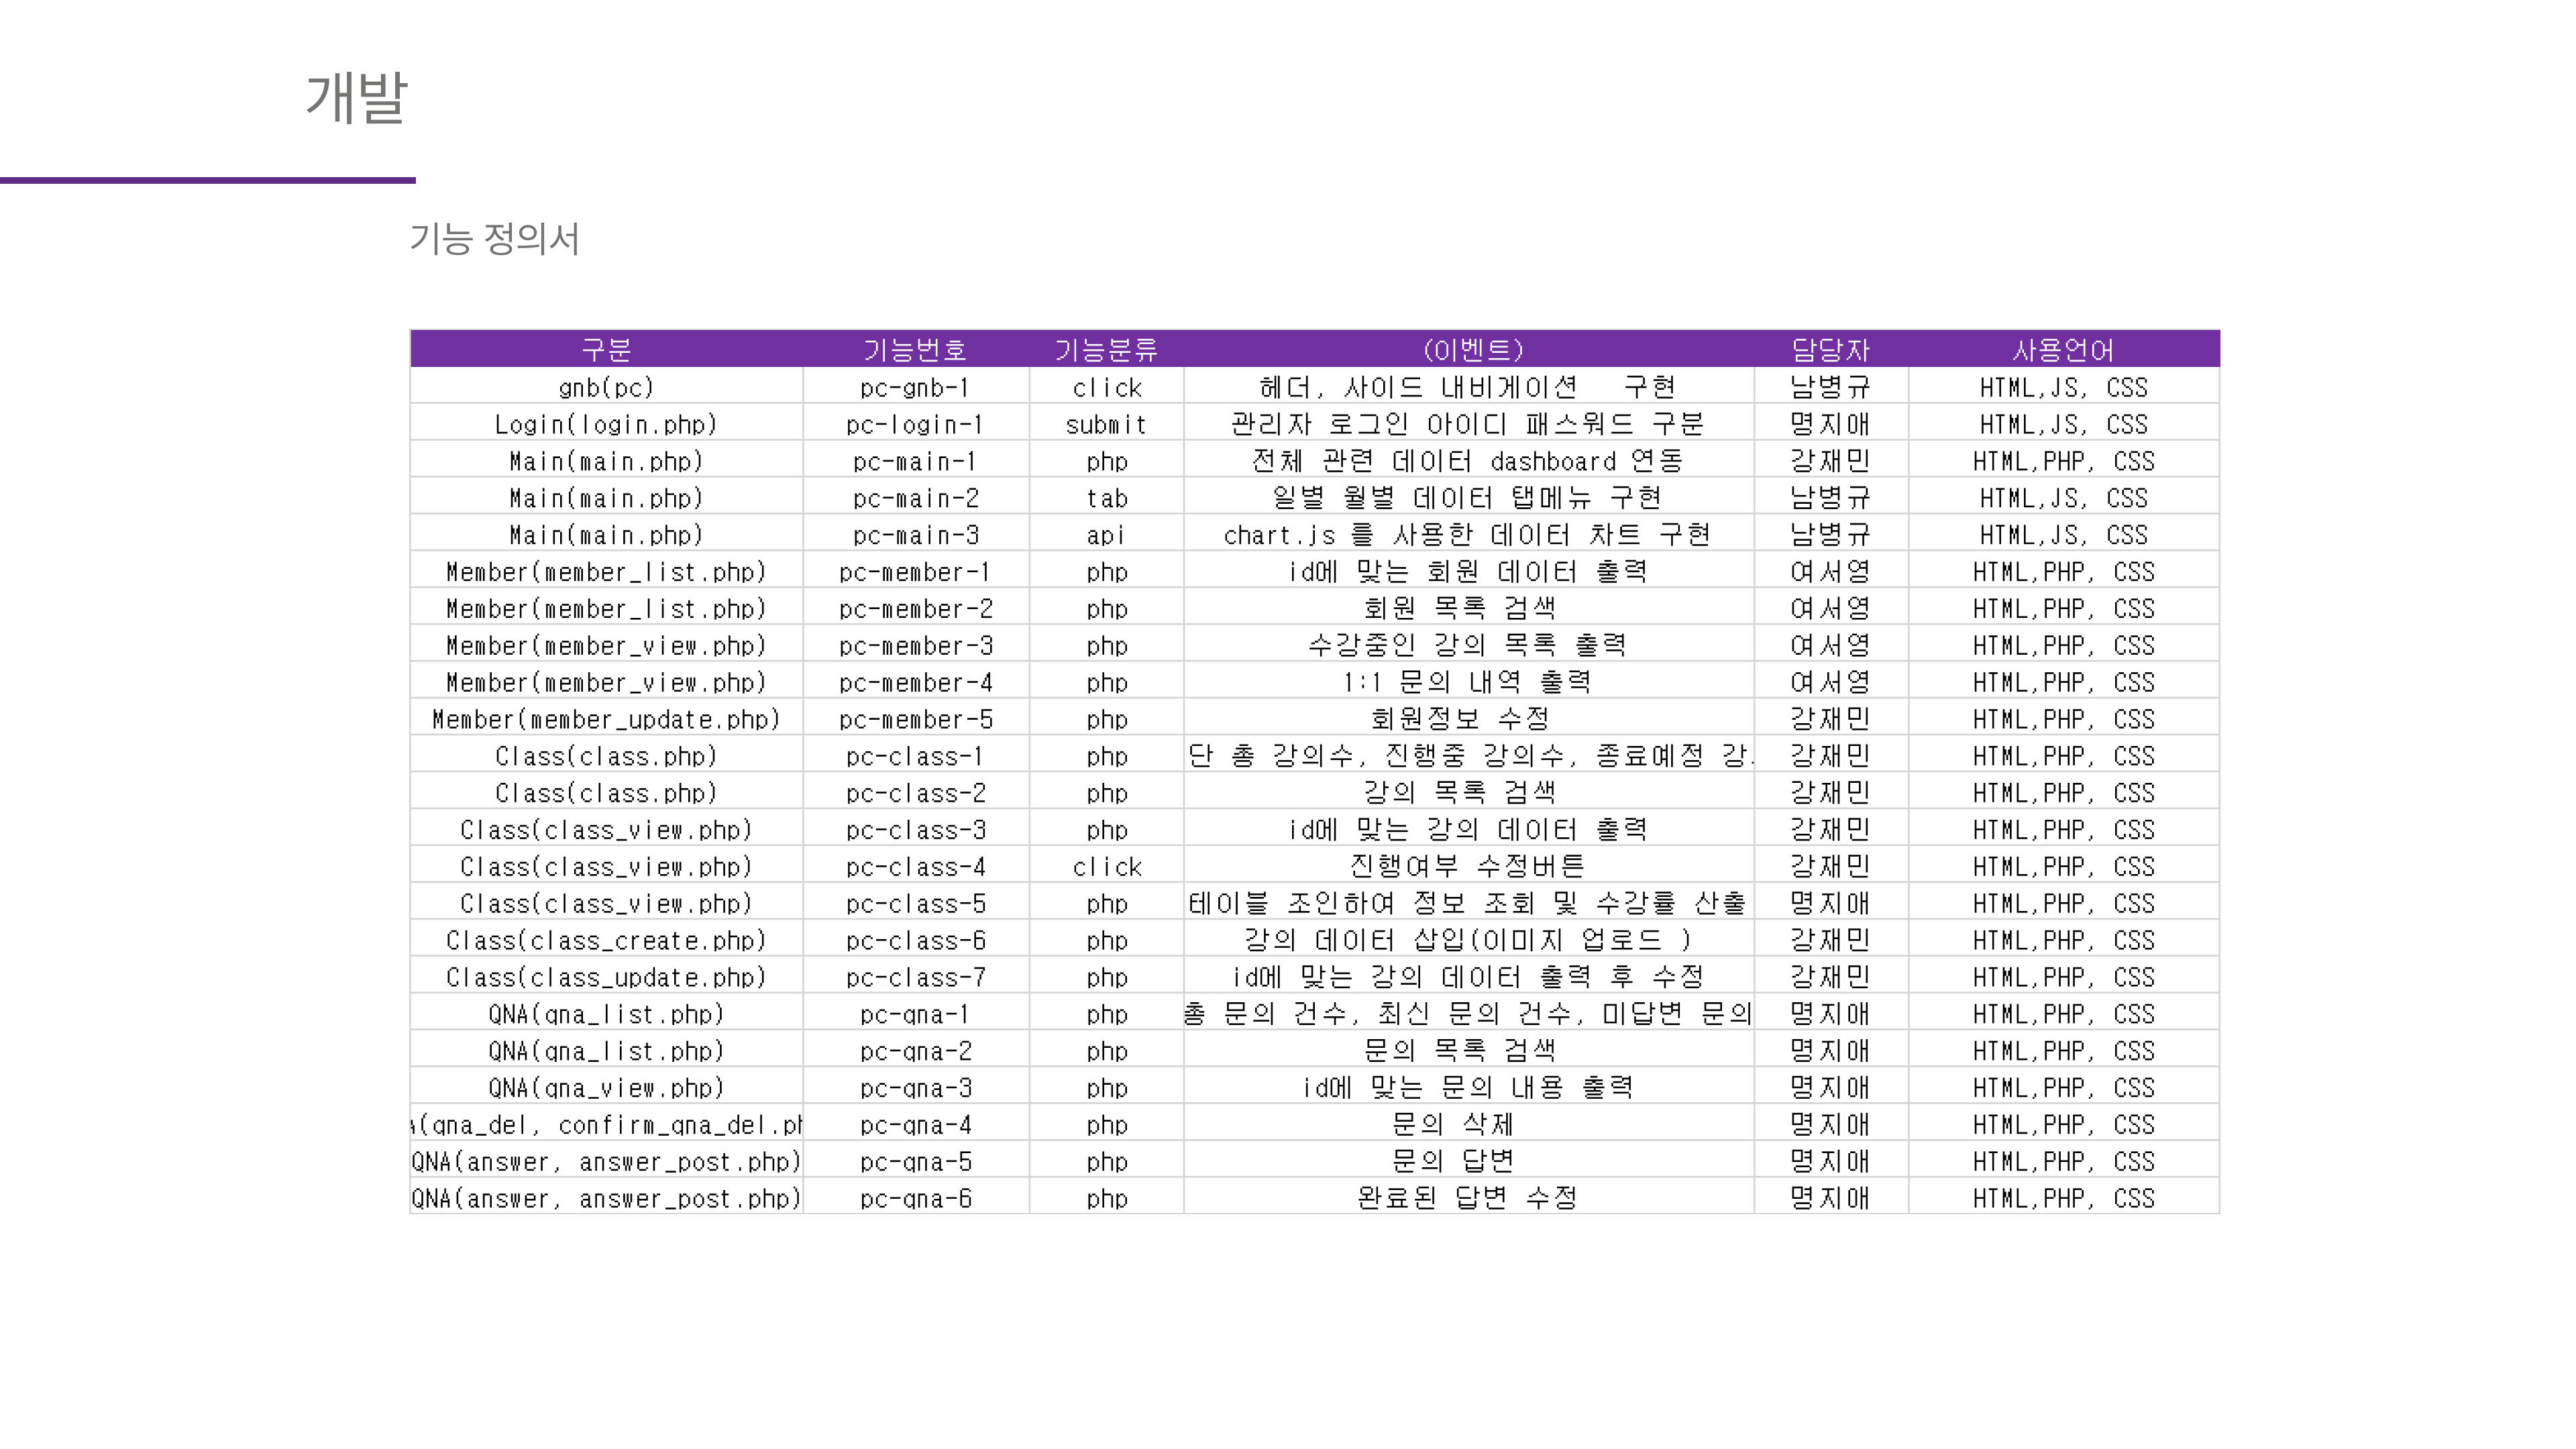 개발
기능 정의서
구분 기능번호 기능분류 (이벤트) 담당자 사용언어
gnb(pc) pc-gnb-1 click 헤더, 사이드 내비게이션 구현 남병규 HTML,JS, CSS
Login(login.php) pc-login-1 submit 관리자 로그인 아이디 패스워드 구분 명지애 HTML,JS, CSS
Main(main.php) pc-main-1 php 전체 관련 데이터 dashboard 연동 강재민 HTML,PHP, CSS
Main(main.php) pc-main-2 tab 일별 월별 데이터 탭메뉴 구현 남병규 HTML,JS, CSS
Main(main.php) pc-main-3 api chart.js 를 사용한 데이터 차트 구현 남병규 HTML,JS, CSS
Member(member_list.php) pc-member-1 php id에 맞는 회원 데이터 출력 여서영 HTML,PHP, CSS
Member(member_list.php) pc-member-2 php 회원 목록 검색 여서영 HTML,PHP, CSS
Member(member_view.php) pc-member-3 php 수강중인 강의 목록 출력 여서영 HTML,PHP, CSS
Member(member_view.php) pc-member-4 php 1:1 문의 내역 출력 여서영 HTML,PHP, CSS
Member(member_update.php) pc-member-5 php 회원정보 수정 강재민 HTML,PHP, CSS
Class(class.php) pc-class-1 php 단 총 강의수, 진행중 강의수, 종료예정 강 강재민 HTML,PHP, CSS
Class(class.php) pc-class-2 php 강의 목록 검색 강재민 HTML,PHP, CSS
Class(class_view.php) pc-class-3 php id에 맞는 강의 데이터 출력 강재민 HTML,PHP, CSS
Class(class_view.php) pc-class-4 click 진행여부 수정버튼 강재민 HTML,PHP, CSS
Class(class_view.php) pc-class-5 php 테이블 조인하여 정보 조회 및 수강률 산출 명지애 HTML,PHP, CSS
Class(class_create.php) pc-class-6 php 강의 데이터 삽입(이미지 업로드 ) 강재민 HTML,PHP, CSS
Class(class_update.php) pc-class-7 php id에 맞는 강의 데이터 출력 후 수정 강재민 HTML,PHP, CSS
QNA(qna_list.php) pc-qna-1 php 총 문의 건수, 최신 문의 건수, 미답변 문의 명지애 HTML,PHP, CSS
QNA(qna_list.php) pc-qna-2 php 문의 목록 검색 명지애 HTML,PHP, CSS
QNA(qna_view.php) pc-qna-3 php id에 맞는 문의 내용 출력 명지애 HTML,PHP, CSS
(qna_del, confirm_qna_del.ph pc-qna-4 php 문의 삭제 명지애 HTML,PHP, CSS
QNA(answer, answer_post.php) pc-qna-5 php 문의 답변 명지애 HTML,PHP, CSS
QNA(answer, answer_post.php) pc-qna-6 php 완료된 답변 수정 명지애 HTML,PHP, CSS